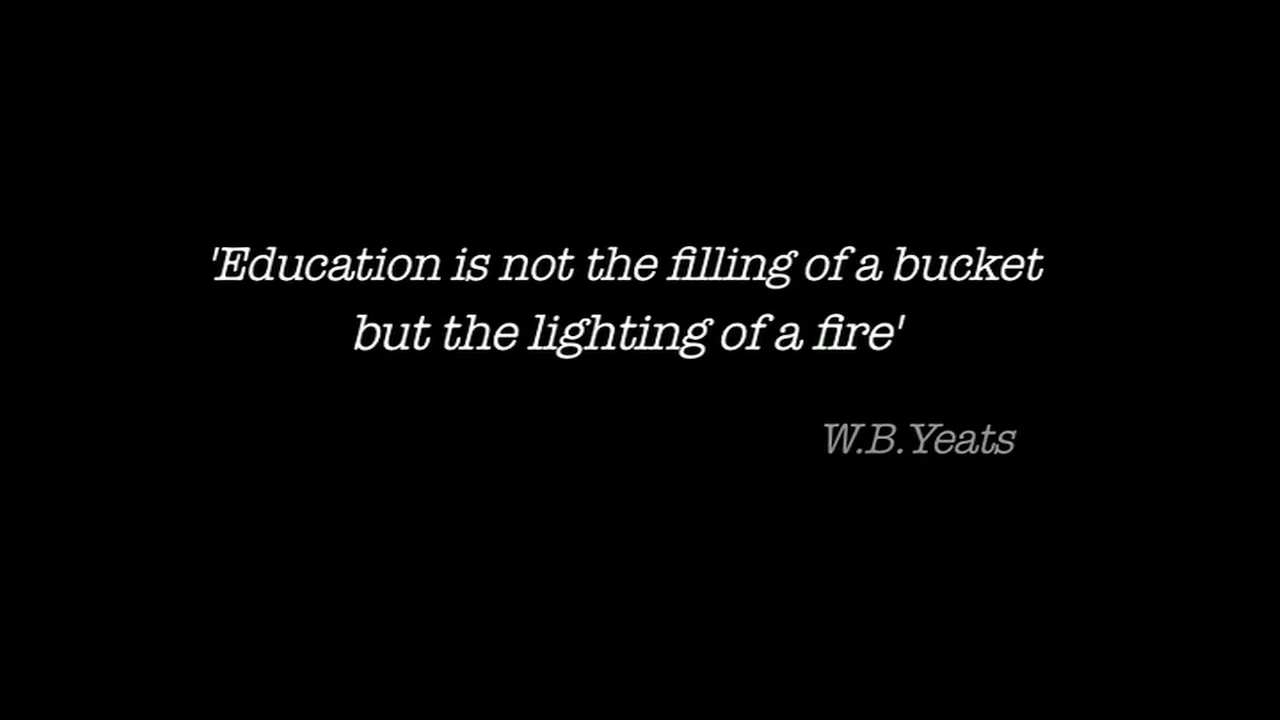 'Education is not the filling of a bucket
but the lighting of a fire'
W.B.Yeats